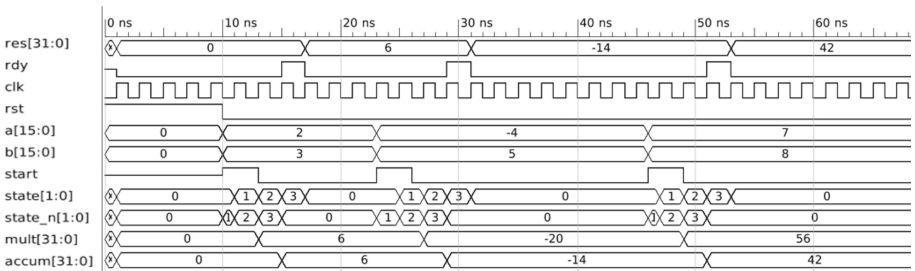 0 ns 10 ns 20 ns 30 ns 40 ns 50 ns 60 ns
res[31:0] x 0 6 -14 42
rdy
clk
rst
a[15:0] 0 2 -4 7
b[15:0] 0 3 5 8
start
state[1:0] x 0 1 2 3 0 1 2 3 0 1 2 3 0
state_n[1:0] x 0 1 2 3 0 1 2 3 0 1 2 3 0
mult[31:0] x 0 6 -20 56
accum[31:0] x 0 6 -14 42